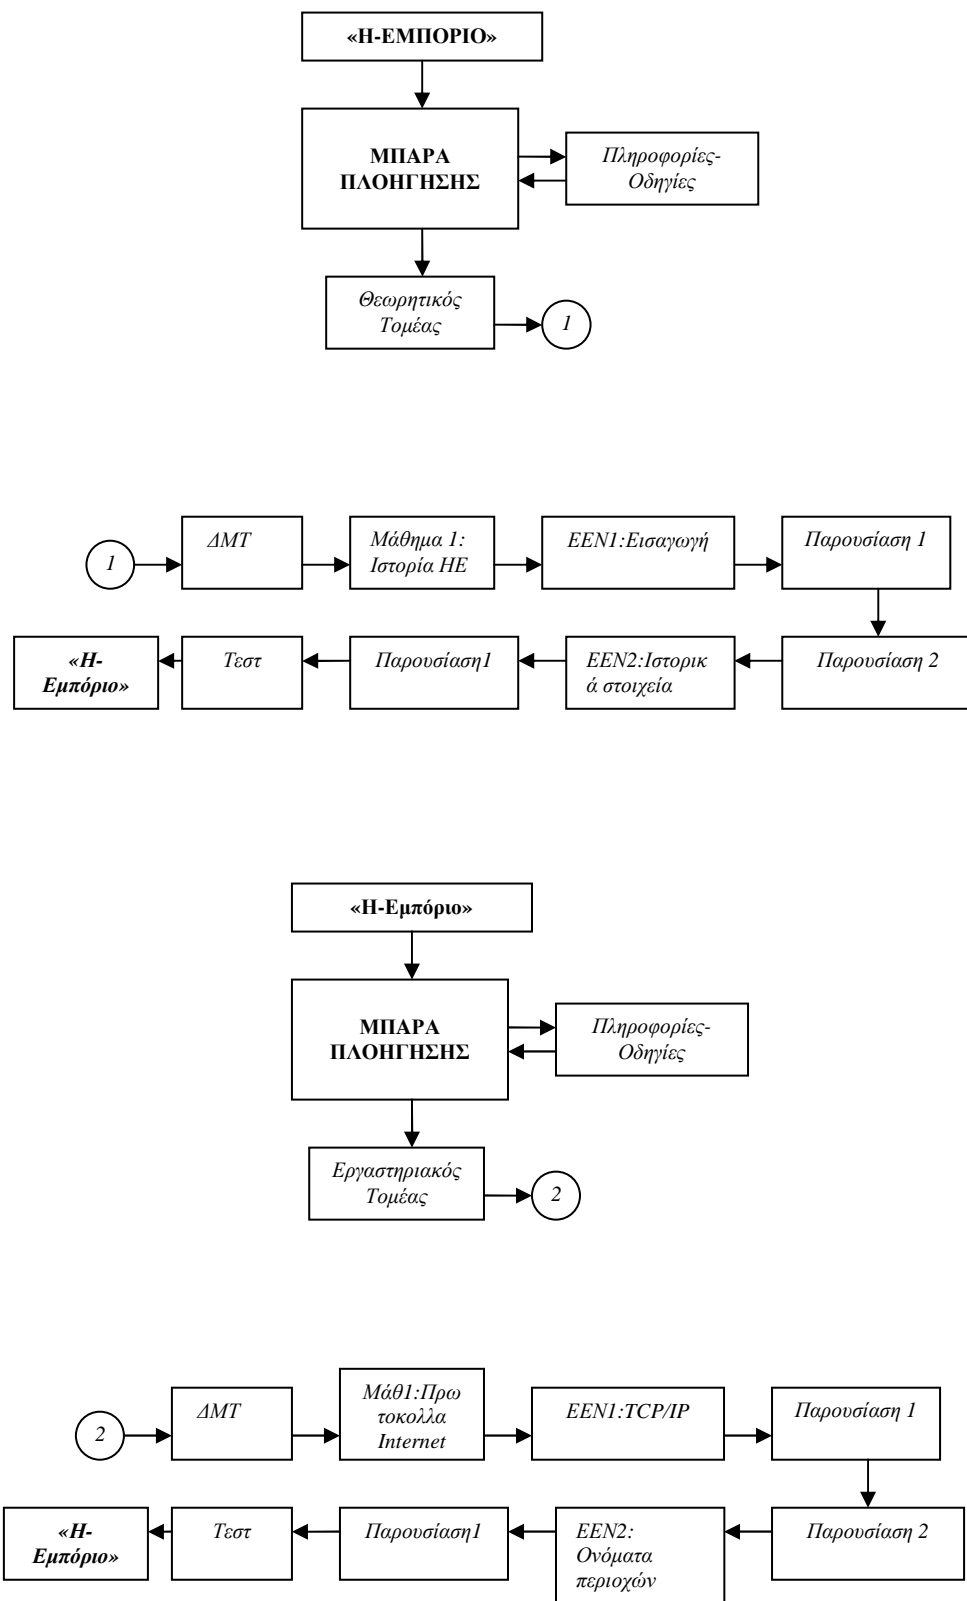 «Η-ΕΜΠΟΡΙΟ»
ΜΠΑΡΑ
ΠΛΟΗΓΗΣΗΣ
Πληροφορίες-
Οδηγίες
Θεωρητικός
Τομέας
1
1
ΔΜΤ
Μάθημα 1:
Ιστορία ΗΕ
ΕΕΝ1:Εισαγωγή
Παρουσίαση 1
«Η-
Εμπόριο»
Τεστ
Παρουσίαση1
ΕΕΝ2:Ιστορικ
ά στοιχεία
Παρουσίαση 2
«Η-Εμπόριο»
ΜΠΑΡΑ
ΠΛΟΗΓΗΣΗΣ
Πληροφορίες-
Οδηγίες
Εργαστηριακός
Τομέας
2
2
ΔΜΤ
Μάθ1:Πρω
τοκολλα
Internet
ΕΕΝ1:TCP/IP
Παρουσίαση 1
«Η-
Εμπόριο»
Τεστ
Παρουσίαση1
ΕΕΝ2:
Ονόματα
περιοχών
Παρουσίαση 2